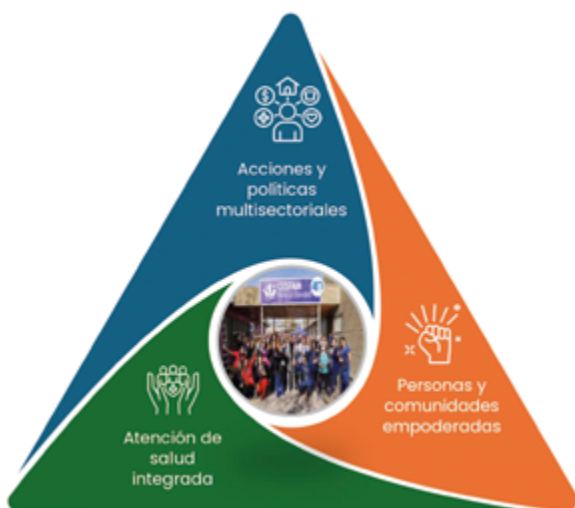 Acciones y
políticas
multisectoriales
Personas y
comunidades
empoderadas
Atención de
salud
integrada